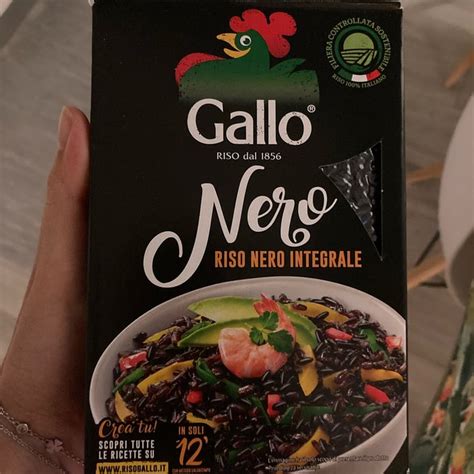 FILIERA CONTROLLATA SOSTENIBILE
RISO 100% ITALIANO
Gallo®
RISO dal 1856
Nero
RISO NERO INTEGRALE
Crea tu!
SCOPRI TUTTE
LE RICETTE SU
WWW.RISOGALLO.IT
IN SOLI
12'